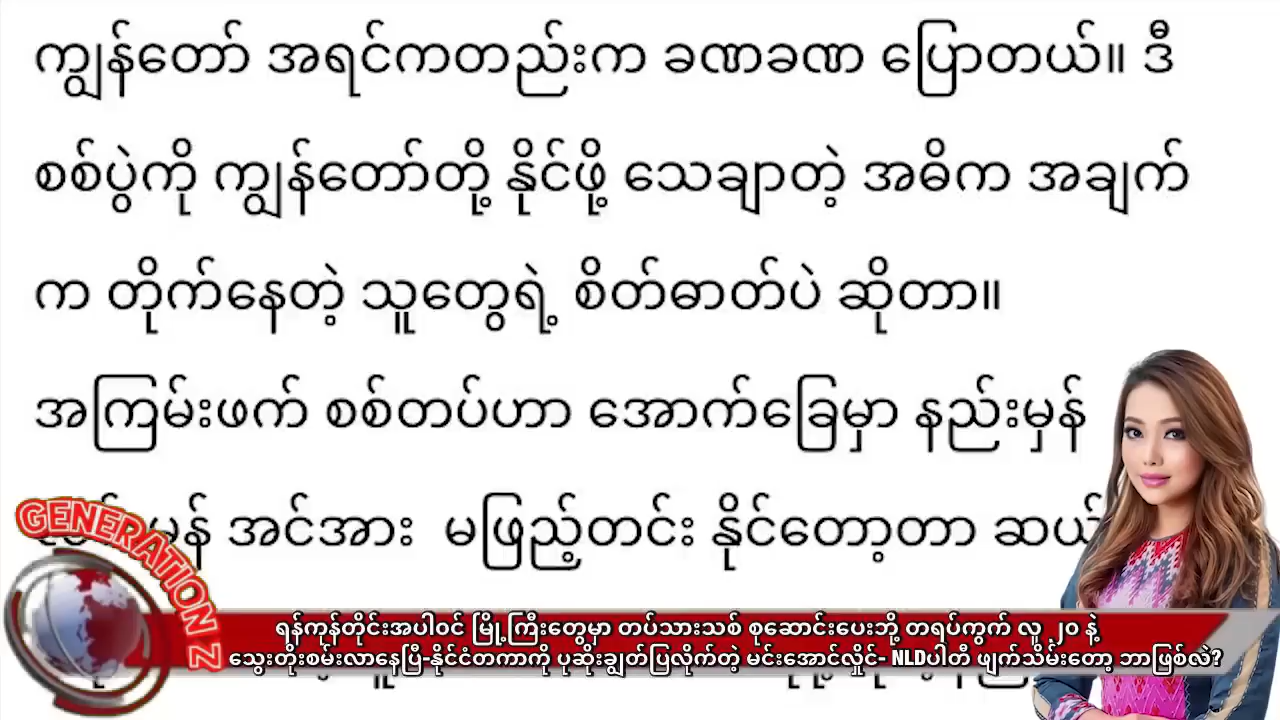 ကျွန်တော် အရင်ကတည်းက ခဏခဏ ပြောတယ်။ ဒီ
စစ်ပွဲကို ကျွန်တော်တို့ နိုင်ဖို့ သေချာတဲ့ အဓိက အချက်
က တိုက်နေတဲ့ သူတွေရဲ့ စိတ်ဓာတ်ပဲ ဆိုတာ။
အကြမ်းဖက် စစ်တပ်ဟာ အောက်ခြေမှာ နည်းမှန်
အင်အား မဖြည့်တင်း နိုင်တော့တာ
GENERATION Z
ရန်ကုန်တိုင်းအပါဝင် မြို့ကြီးတွေမှာ တပ်သားသစ် စုဆောင်းပေးဘို့ တရပ်ကွက် လူ ၂၀ နဲ့
သွေးတိုးစမ်းလာနေပြီ-နိုင်ငံတကာကို ပုဆိုးချွတ်ပြလိုက်တဲ့ မင်းအောင်လှိုင်- NLDပါတီ ဖျက်သိမ်းတော့ ဘာဖြစ်လဲ?